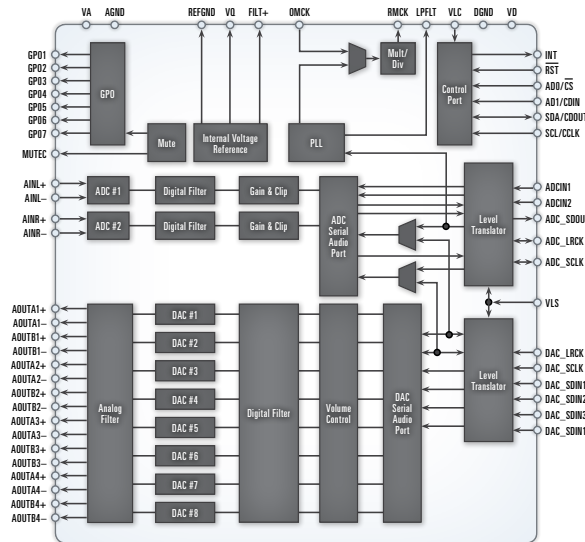 VA AGND REFGND VQ FILT+ OMCK RMCK LPFLT VLC DGND VD
GPO1
GPO2
GPO3
GPO4
GPO5
GPO6
GPO7
MUTEC
GPO
Mute
Internal Voltage
Reference
PLL
Mult/
Div
Control
Port
INT
RST
AD0/CS
AD1/CDIN
SDA/CDOUT
SCL/CCLK
AINL+
AINL–
AINR+
AINR–
ADC #1
Digital Filter
Gain & Clip
ADC #2
Digital Filter
Gain & Clip
ADC
Serial
Audio
Port
Level
Translator
ADCIN1
ADCIN2
ADC_SDOU
ADC_LRCK
ADC_SCLK
VLS
AOUTA1+
AOUTA1–
AOUTB1+
AOUTB1–
AOUTA2+
AOUTA2–
AOUTB2+
AOUTB2–
AOUTA3+
AOUTA3–
AOUTB3+
AOUTB3–
AOUTA4+
AOUTA4–
AOUTB4+
AOUTB4–
Analog
Filter
DAC #1
DAC #2
DAC #3
DAC #4
DAC #5
DAC #6
DAC #7
DAC #8
Digital Filter
Volume
Control
DAC
Serial
Audio
Port
Level
Translator
DAC_LRCK
DAC_SCLK
DAC_SDIN1
DAC_SDIN2
DAC_SDIN3
DAC_SDIN1